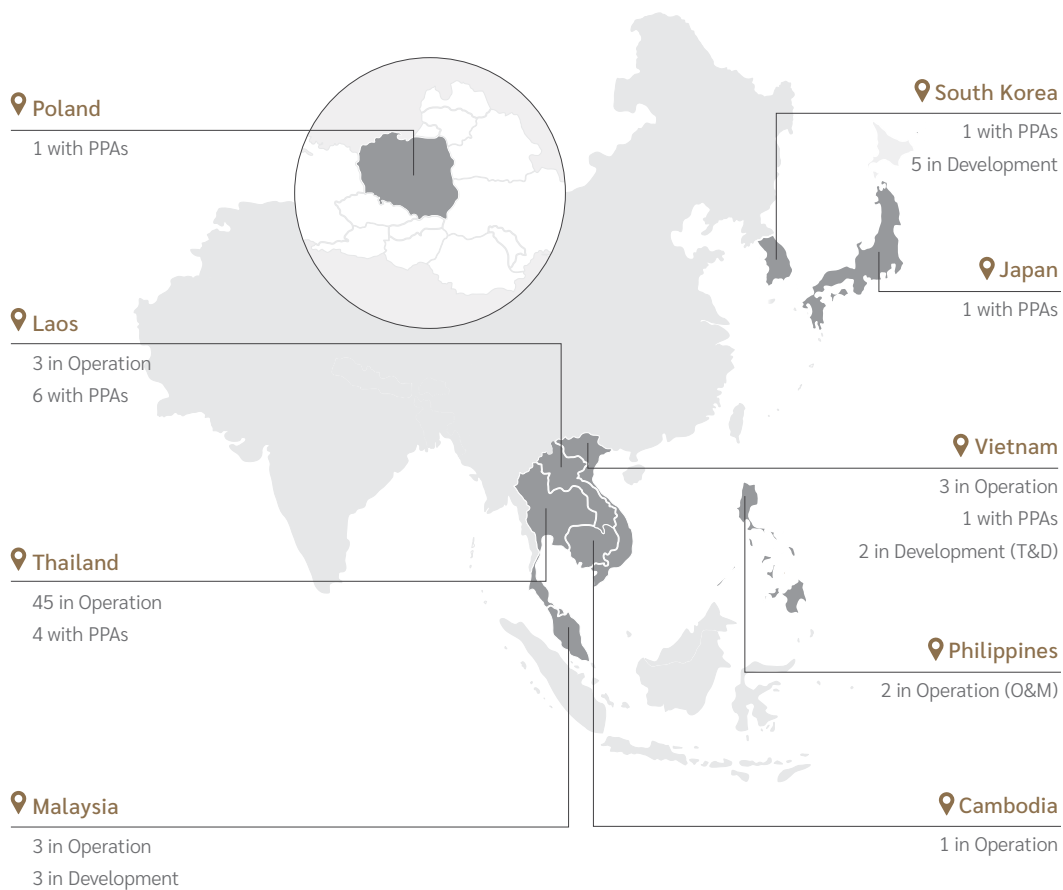 Poland
1 with PPAs
Laos
3 in Operation
6 with PPAs
Thailand
45 in Operation
4 with PPAs
Malaysia
3 in Operation
3 in Development
South Korea
1 with PPAs
5 in Development
Japan
1 with PPAs
Vietnam
3 in Operation
1 with PPAs
2 in Development (T&D)
Philippines
2 in Operation (O&M)
Cambodia
1 in Operation